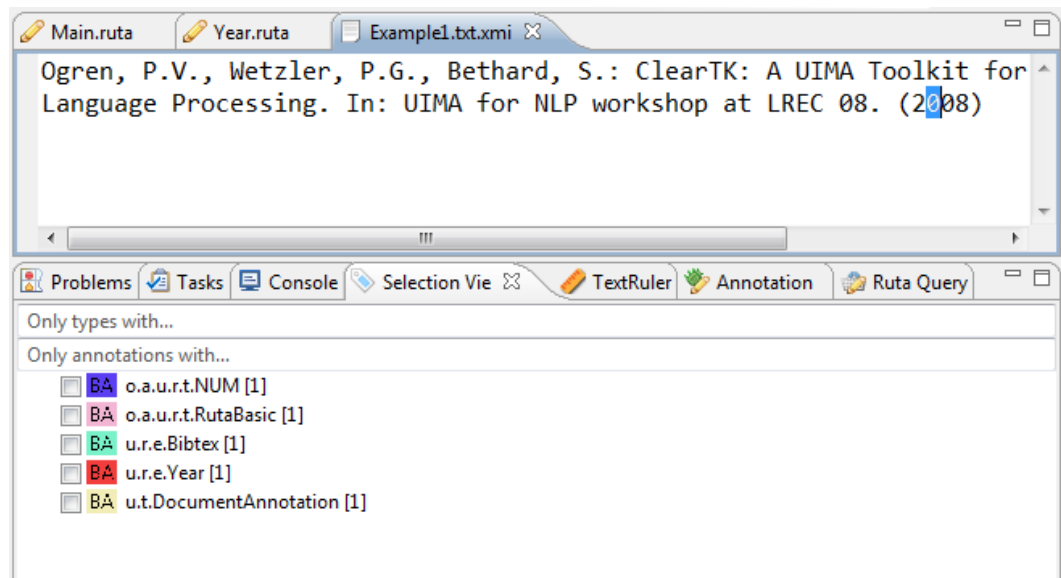 Main.ruta Year.ruta Example1.txt.xmi
Ogren, P.V., Wetzler, P.G., Bethard, S.: ClearTK: A UIMA Toolkit for
Language Processing. In: UIMA for NLP workshop at LREC 08. (2008)
Problems Tasks Console Selection Vie TextRuler Annotation Ruta Query
Only types with...
Only annotations with...
BA o.a.u.r.t.NUM [1]
BA o.a.u.r.t.RutaBasic [1]
BA u.r.e.Bibtex [1]
BA u.r.e.Year [1]
BA u.t.DocumentAnnotation [1]